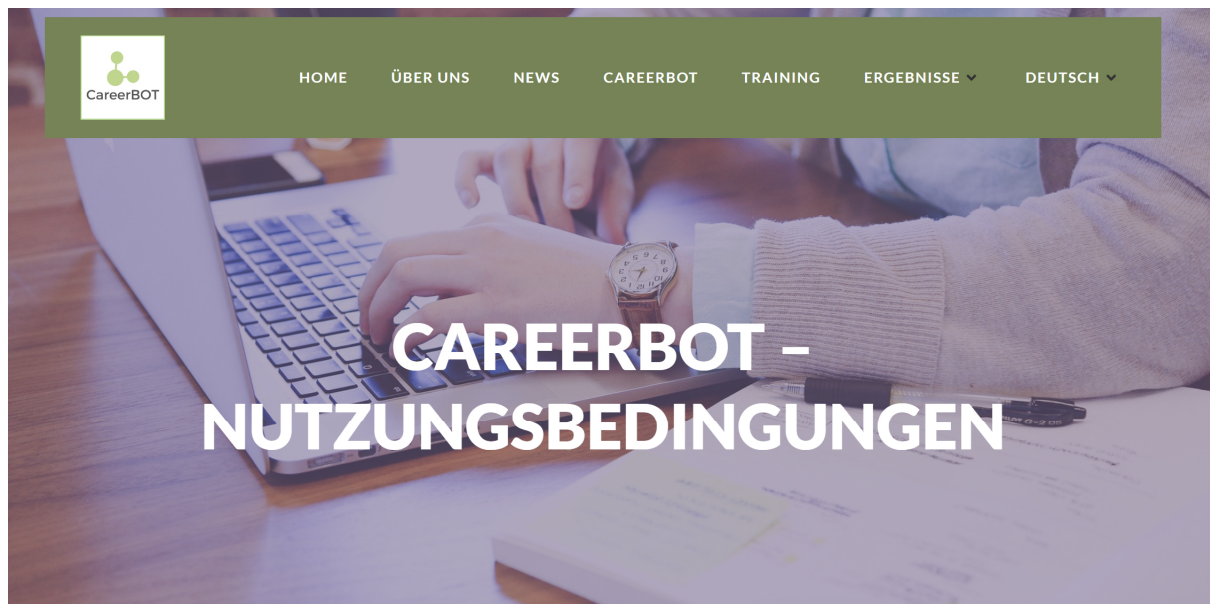 CareerBOT
HOME
ÜBER UNS
NEWS
CAREERBOT
TRAINING
ERGEBNISSE
DEUTSCH
CAREERBOT –
NUTZUNGSBEDINGUNGEN